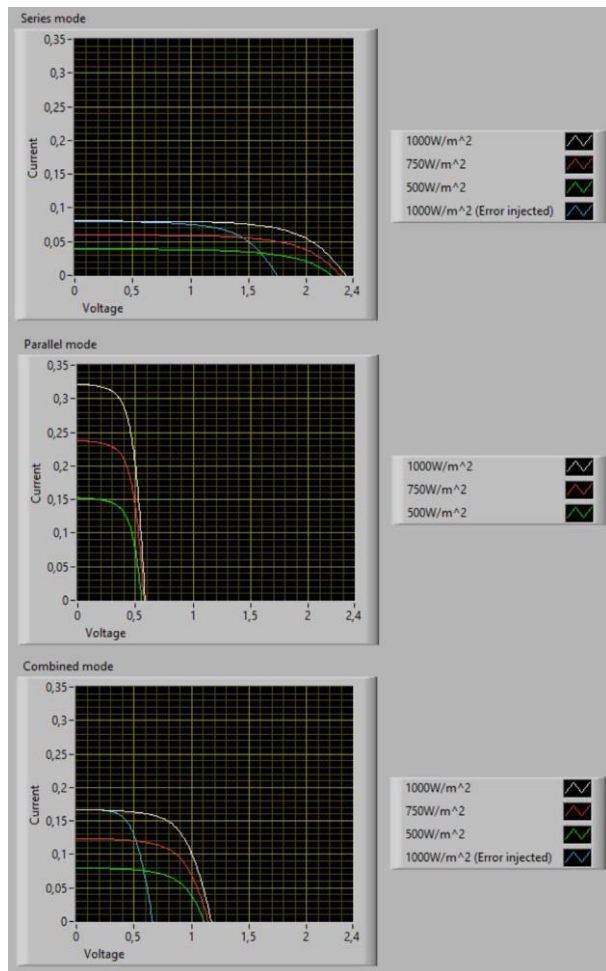 Series mode
0,35
0,3
0,25
0,2
0,15
0,1
0,05
0
Current
0 0,5 1 1,5 2 2,4
Voltage
1000W/m^2
750W/m^2
500W/m^2
1000W/m^2 (Error injected)
Parallel mode
0,35
0,3
0,25
0,2
0,15
0,1
0,05
0
Current
0 0,5 1 1,5 2 2,4
Voltage
1000W/m^2
750W/m^2
500W/m^2
Combined mode
0,35
0,3
0,25
0,2
0,15
0,1
0,05
0
Current
0 0,5 1 1,5 2 2,4
Voltage
1000W/m^2
750W/m^2
500W/m^2
1000W/m^2 (Error injected)